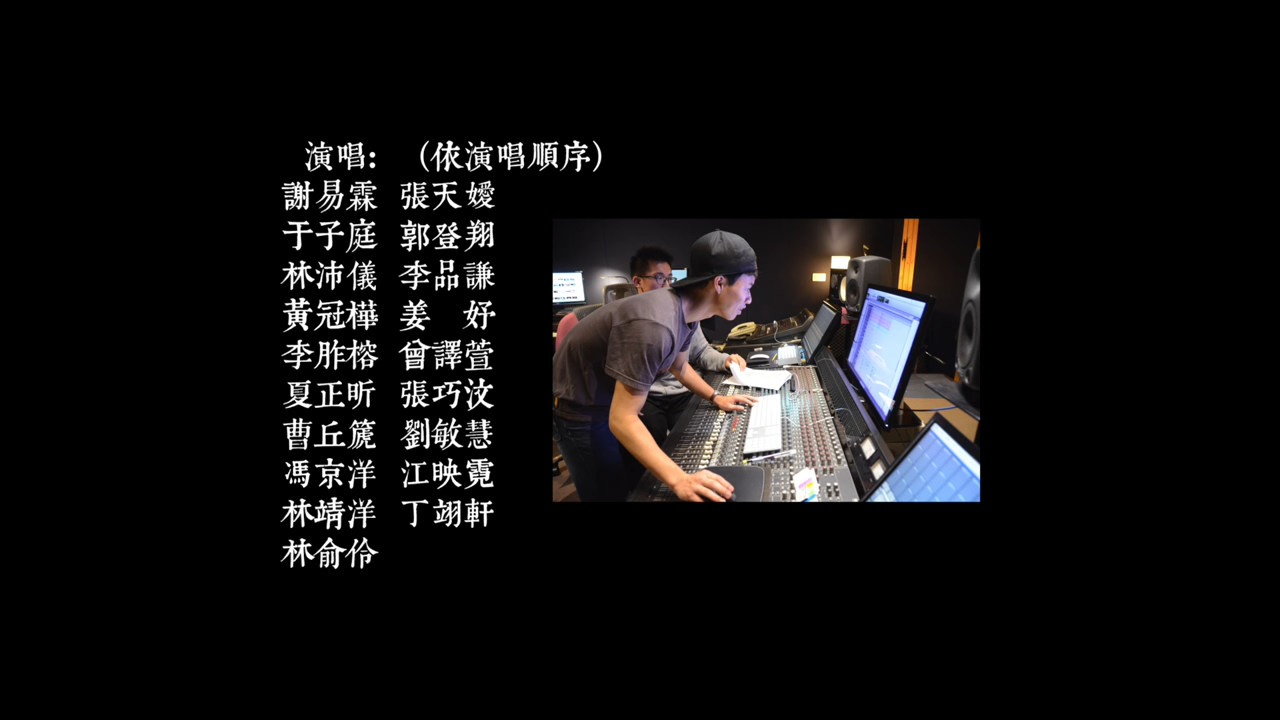 演唱：（依演唱順序）
謝易霖 張天嬡
于子庭 郭登翔
林沛儀 李品謙
黃冠樺 姜　好
李胙榕 曾譯萱
夏正昕 張巧汶
曹丘篪 劉敏慧
馮京洋 江映霓
林靖洋 丁翊軒
林俞伶